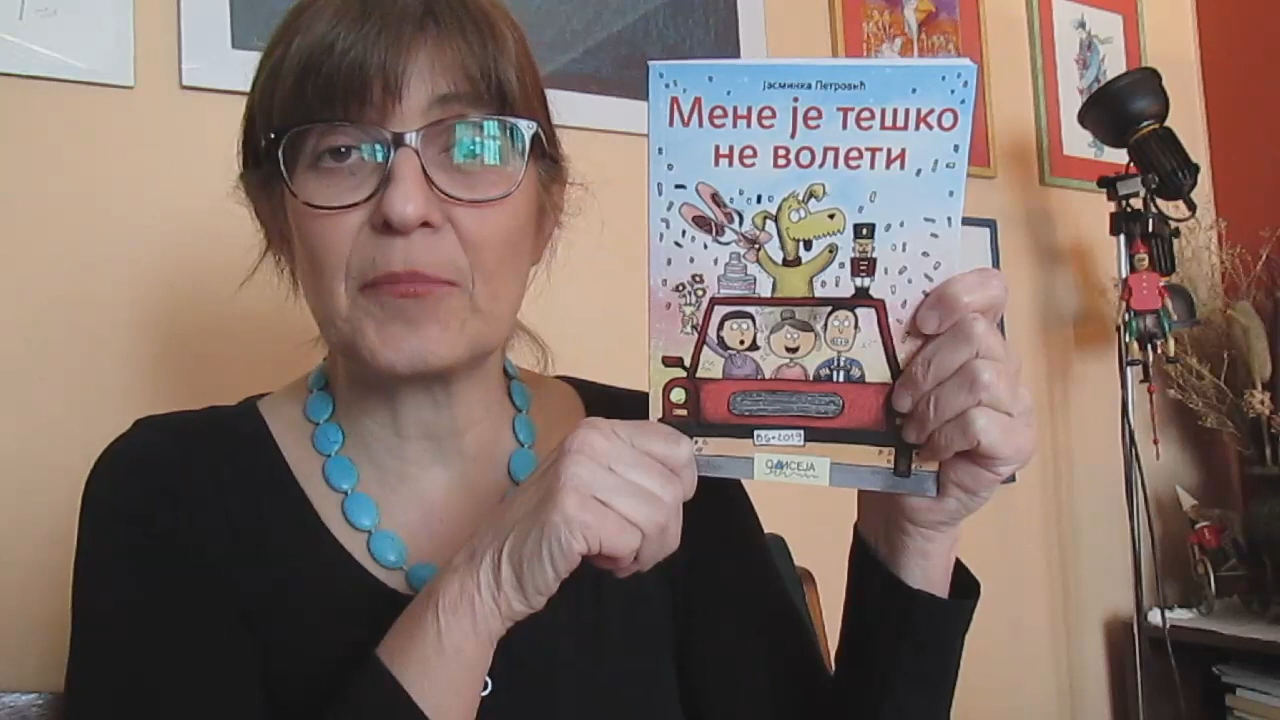 Јасминка Петровић
Мене је тешко
не волети
BG-2019
ОДИСЕЈА